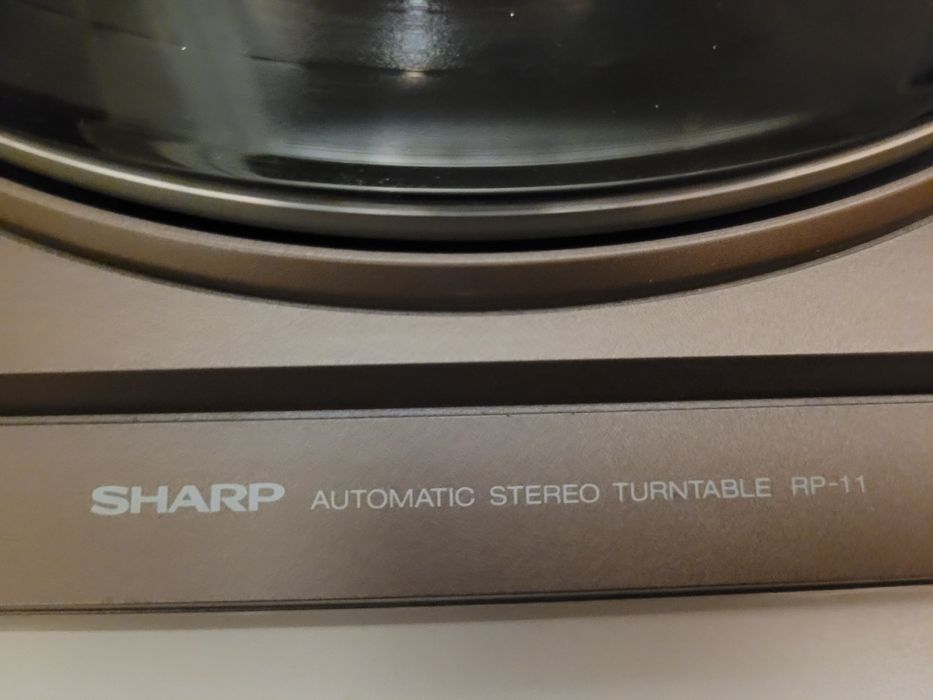 SHARP AUTOMATIC STEREO TURNTABLE RP-11